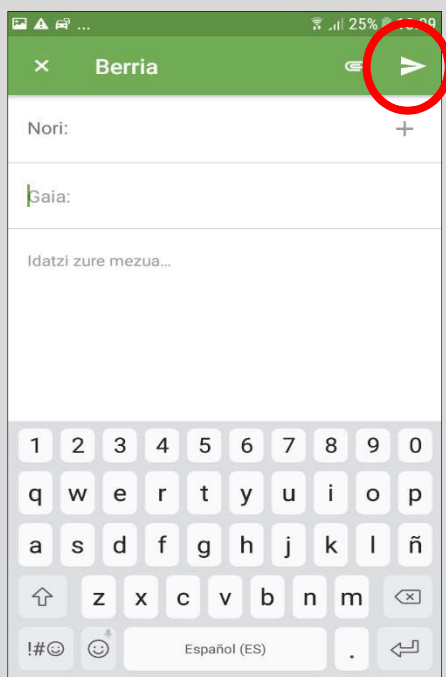 ... 25%
Berria
Nori:
Gaia:
Idatzi zure mezua...
1 2 3 4 5 6 7 8 9 0
q w e r t y u i o p
a s d f g h j k l ñ
z x c v b n m
!#☺ Español (ES) .